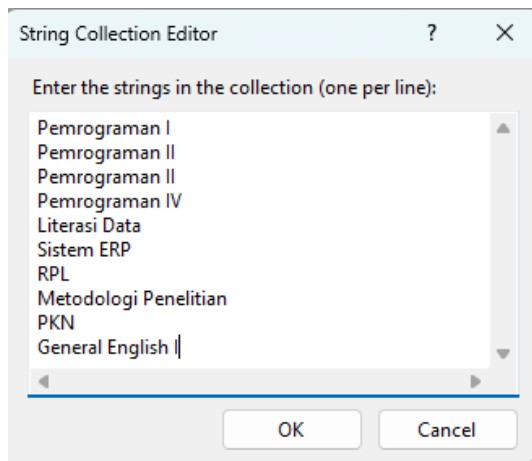 String Collection Editor
Enter the strings in the collection (one per line):
Pemrograman I
Pemrograman II
Pemrograman II
Pemrograman IV
Literasi Data
Sistem ERP
RPL
Metodologi Penelitian
PKN
General English I
OK Cancel